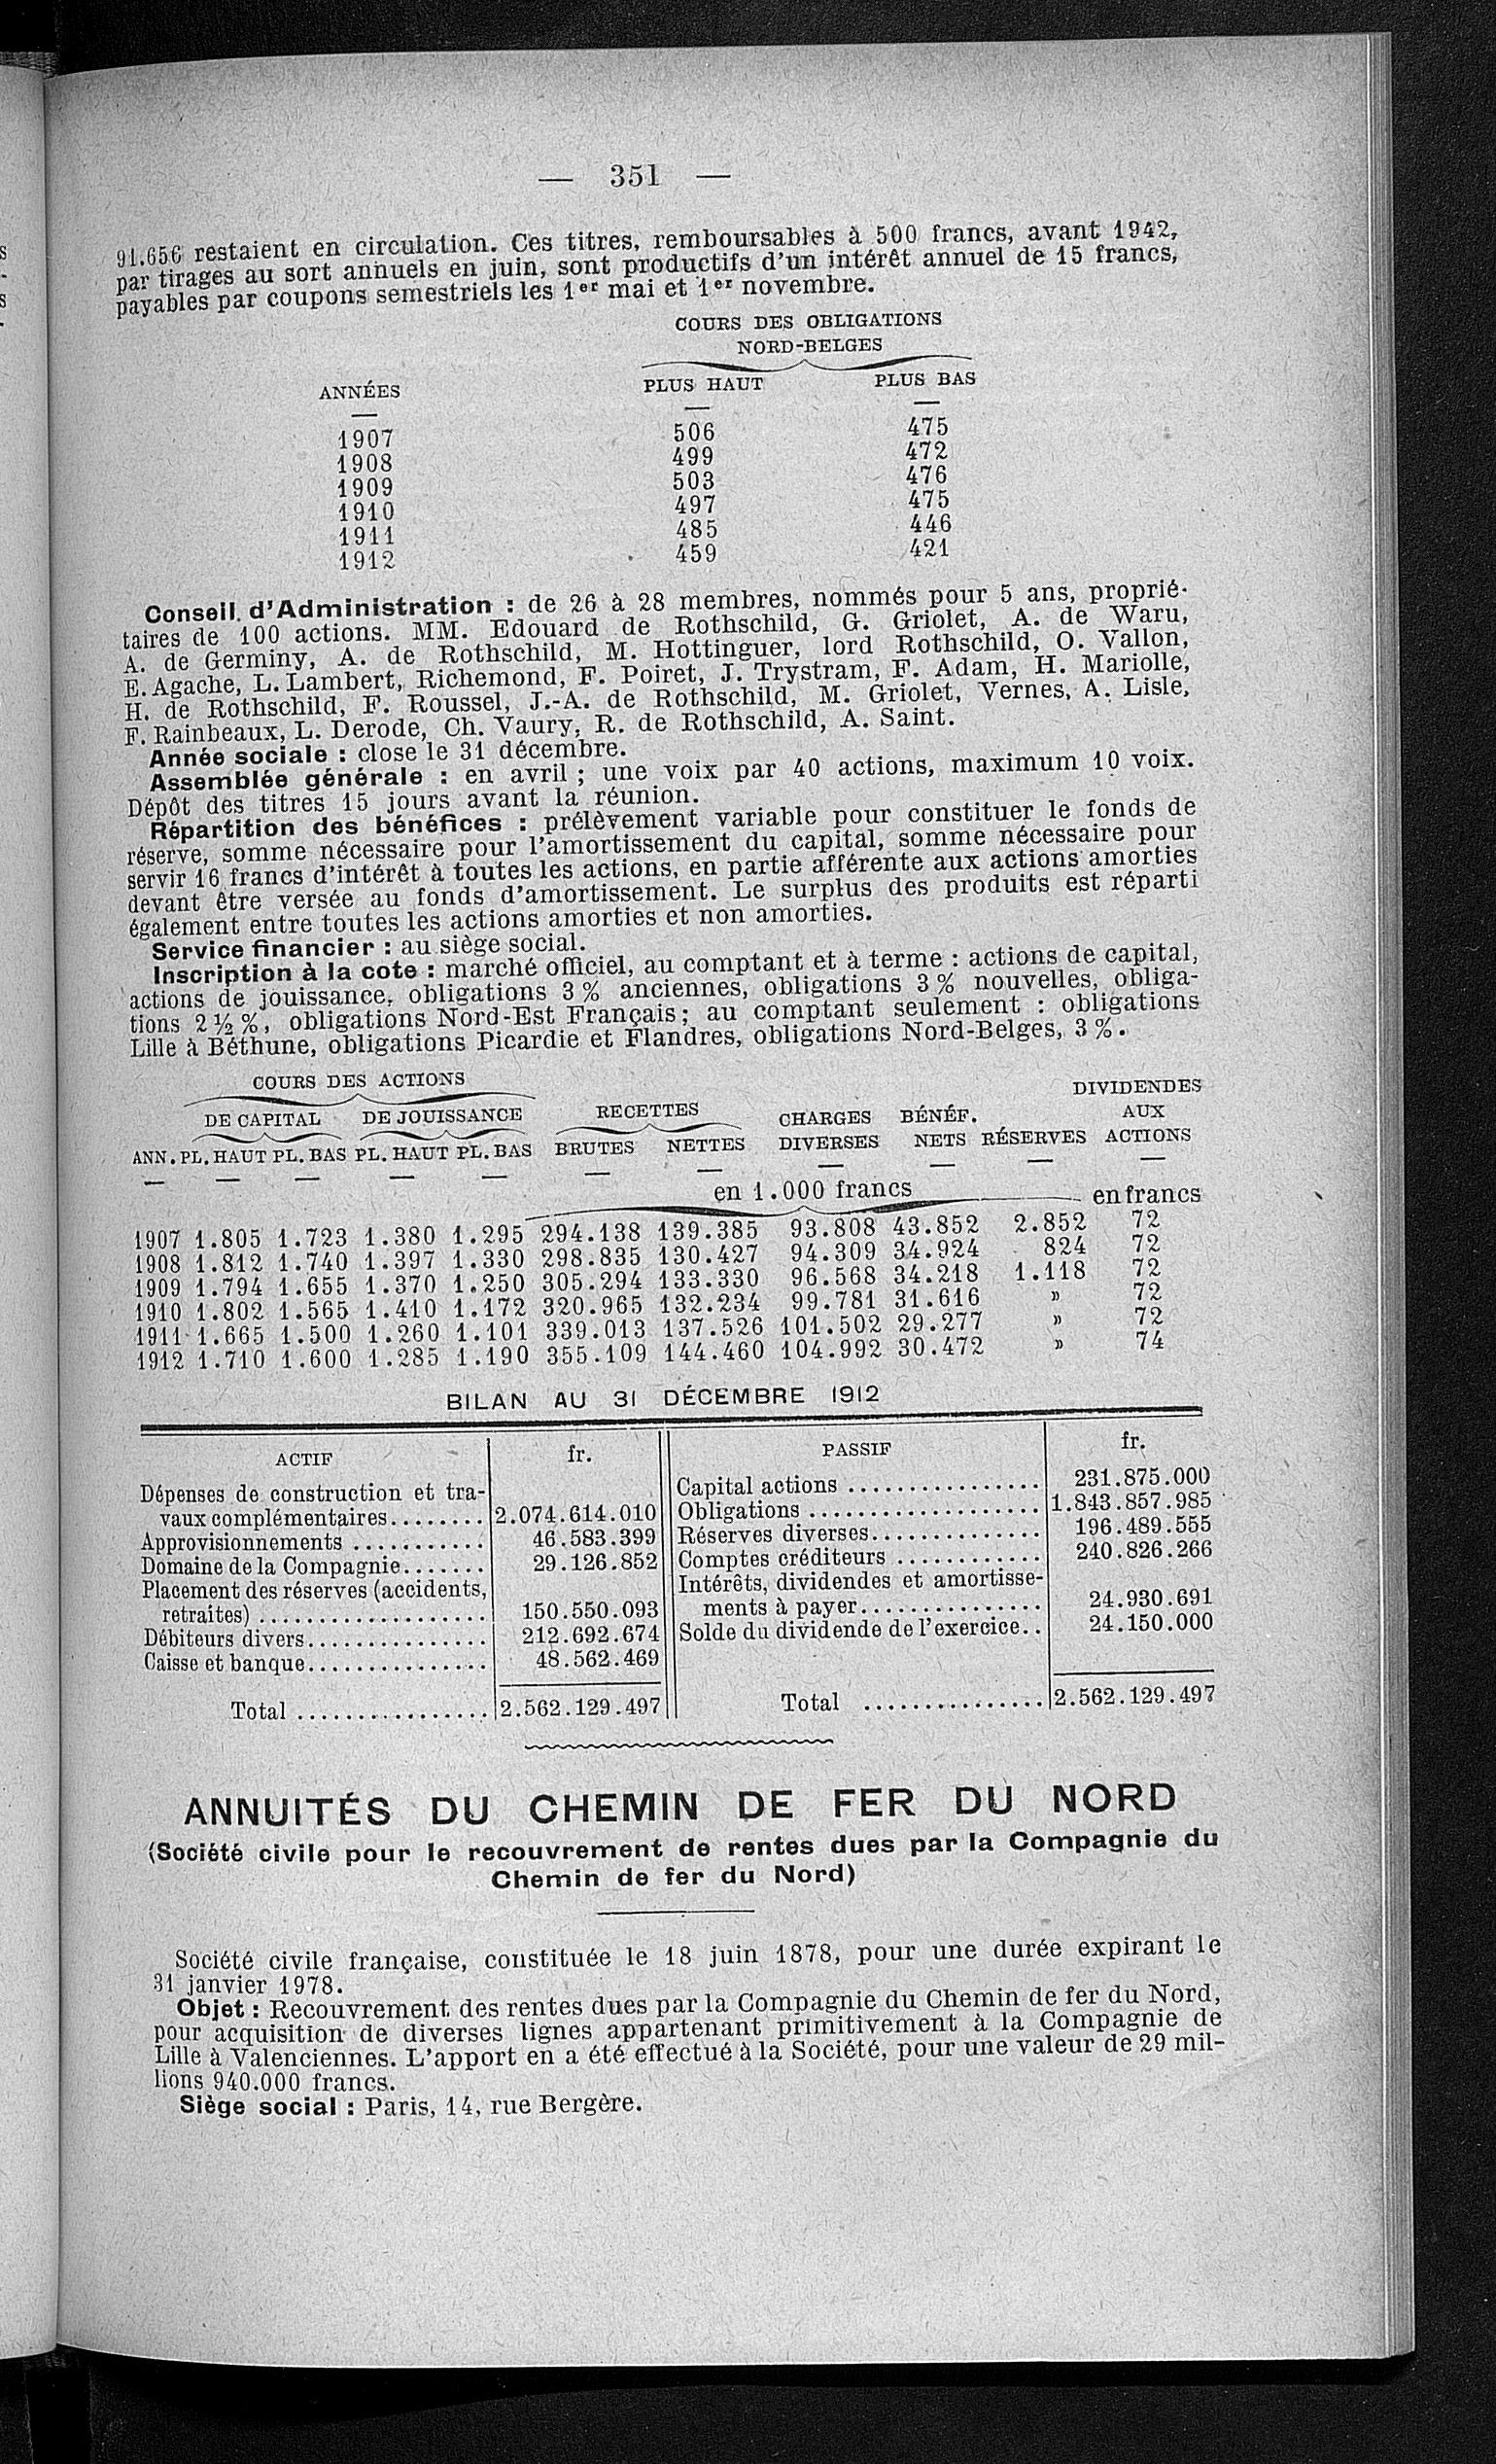 — 351 —
91.656 restaient en circulation. Ces titres, remboursables à 500 francs, avant 1942,
par tirages au sort annuels en juin, sont productifs d'un intérêt annuel de 15 francs,
payables par coupons semestriels les 1er mai et 1er novembre.
COURS DES OBLIGATIONS
NORD-BELGES
ANNÉES PLUS HAUT PLUS BAS
— — —
1907 506 475
1908 499 472
1909 503 476
1910 497 475
1911 485 446
1912 459 421
Conseil d'Administration : de 26 à 28 membres, nommés pour 5 ans, proprié-
taires de 100 actions. MM. Edouard de Rothschild, G. Griolet, A. de Waru,
A. de Germiny, A. de Rothschild, M. Hottinguer, lord Rothschild, O. Vallon,
E. Agache, L. Lambert, Richemond, F. Poiret, J. Trystram, F. Adam, H. Mariolle,
H. de Rothschild, F. Roussel, J.-A. de Rothschild, M. Griolet, Vernes, A. Lisle,
F. Rainbeaux, L. Derode, Ch. Vaury, R. de Rothschild, A. Saint.
Année sociale : close le 31 décembre.
Assemblée générale : en avril ; une voix par 40 actions, maximum 10 voix.
Dépôt des titres 15 jours avant la réunion.
Répartition des bénéfices : prélèvement variable pour constituer le fonds de
réserve, somme nécessaire pour l'amortissement du capital, somme nécessaire pour
servir 16 francs d'intérêt à toutes les actions, en partie afférente aux actions amorties
devant être versée au fonds d'amortissement. Le surplus des produits est réparti
également entre toutes les actions amorties et non amorties.
Service financier : au siège social.
Inscription à la cote : marché officiel, au comptant et à terme : actions de capital,
actions de jouissance, obligations 3 % anciennes, obligations 3 % nouvelles, obliga-
tions 2 ½ %, obligations Nord-Est Français ; au comptant seulement : obligations
Lille à Béthune, obligations Picardie et Flandres, obligations Nord-Belges, 3 %.
COURS DES ACTIONS DIVIDENDES
DE CAPITAL DE JOUISSANCE RECETTES CHARGES BÉNÉF. AUX
ANN. PL. HAUT PL. BAS PL. HAUT PL. BAS BRUTES NETTES DIVERSES NETS RÉSERVES ACTIONS
— — — — — — — — — — —
en 1.000 francs en francs
1907 1.805 1.723 1.380 1.295 294.138 139.385 93.808 43.852 2.852 72
1908 1.812 1.740 1.397 1.330 298.835 130.427 94.309 34.924 824 72
1909 1.794 1.655 1.370 1.250 305.294 133.330 96.568 34.218 1.118 72
1910 1.802 1.565 1.410 1.172 320.965 132.234 99.781 31.616 » 72
1911 1.665 1.500 1.260 1.101 339.013 137.526 101.502 29.277 » 72
1912 1.710 1.600 1.285 1.190 355.109 144.460 104.992 30.472 » 74
BILAN AU 31 DÉCEMBRE 1912
ACTIF fr. PASSIF fr.
Dépenses de construction et tra-
vaux complémentaires........ 2.074.614.010
Approvisionnements ........... 46.583.399
Domaine de la Compagnie....... 29.126.852
Placement des réserves (accidents,
retraites) ................... 150.550.093
Débiteurs divers............... 212.692.674
Caisse et banque............... 48.562.469
Total ................ 2.562.129.497
Capital actions ................ 231.875.000
Obligations ................... 1.843.857.985
Réserves diverses.............. 196.489.555
Comptes créditeurs ............ 240.826.266
Intérêts, dividendes et amortisse-
ments à payer............... 24.930.691
Solde du dividende de l'exercice.. 24.150.000
Total ............... 2.562.129.497
ANNUITÉS DU CHEMIN DE FER DU NORD
(Société civile pour le recouvrement de rentes dues par la Compagnie du
Chemin de fer du Nord)
Société civile française, constituée le 18 juin 1878, pour une durée expirant le
31 janvier 1978.
Objet : Recouvrement des rentes dues par la Compagnie du Chemin de fer du Nord,
pour acquisition de diverses lignes appartenant primitivement à la Compagnie de
Lille à Valenciennes. L'apport en a été effectué à la Société, pour une valeur de 29 mil-
lions 940.000 francs.
Siège social : Paris, 14, rue Bergère.